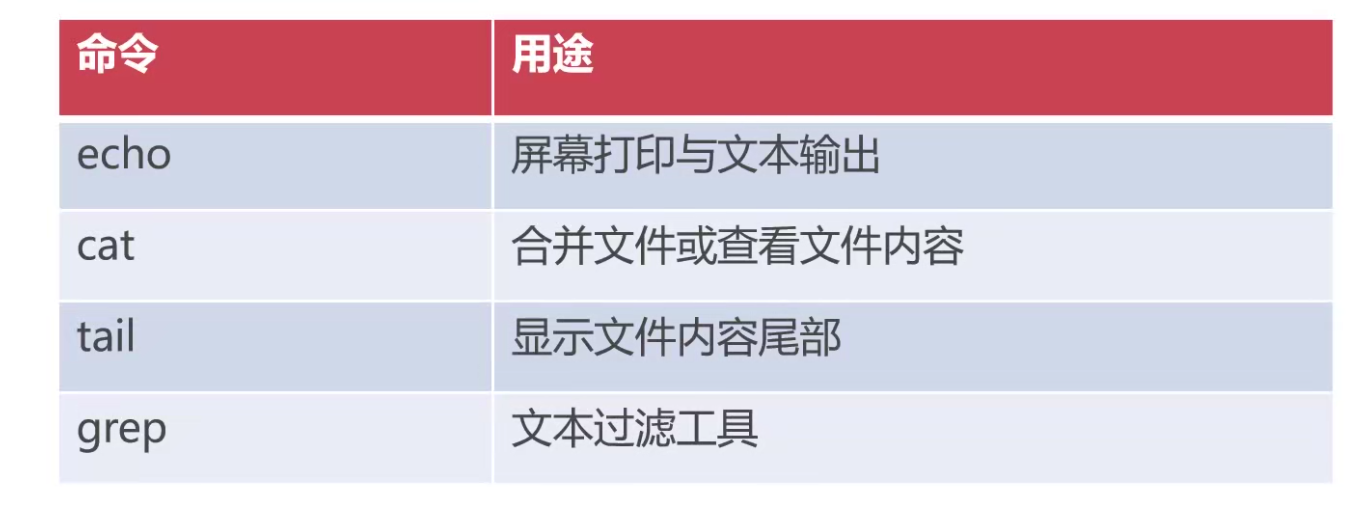 命令 用途
echo 屏幕打印与文本输出
cat 合并文件或查看文件内容
tail 显示文件内容尾部
grep 文本过滤工具